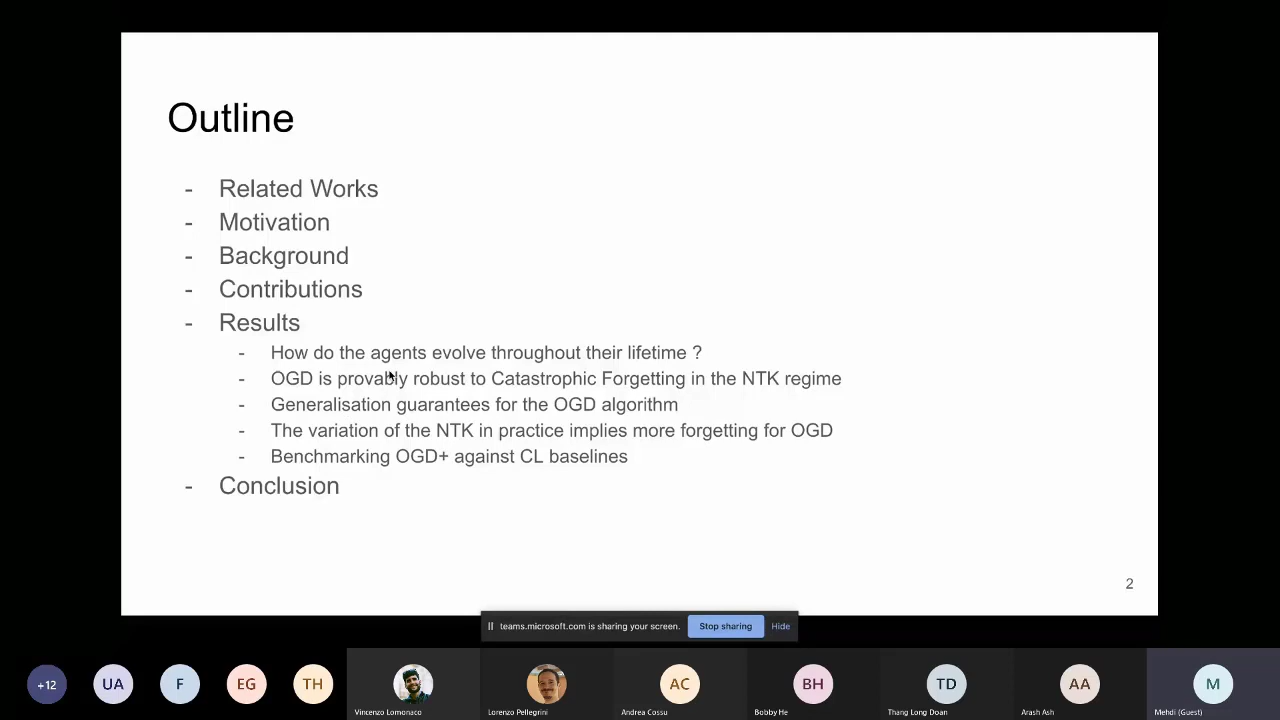 Outline
- Related Works
- Motivation
- Background
- Contributions
- Results
- How do the agents evolve throughout their lifetime ?
- OGD is provably robust to Catastrophic Forgetting in the NTK regime
- Generalisation guarantees for the OGD algorithm
- The variation of the NTK in practice implies more forgetting for OGD
- Benchmarking OGD+ against CL baselines
- Conclusion
2
teams.microsoft.com is sharing your screen. Stop sharing Hide
+12 UA F EG TH AC BH TD AA M
Vincenzo Lomonaco Lorenzo Pellegrini Andrea Cossu Bobby He Thang Long Doan Arash Ash Mehdi (Guest)